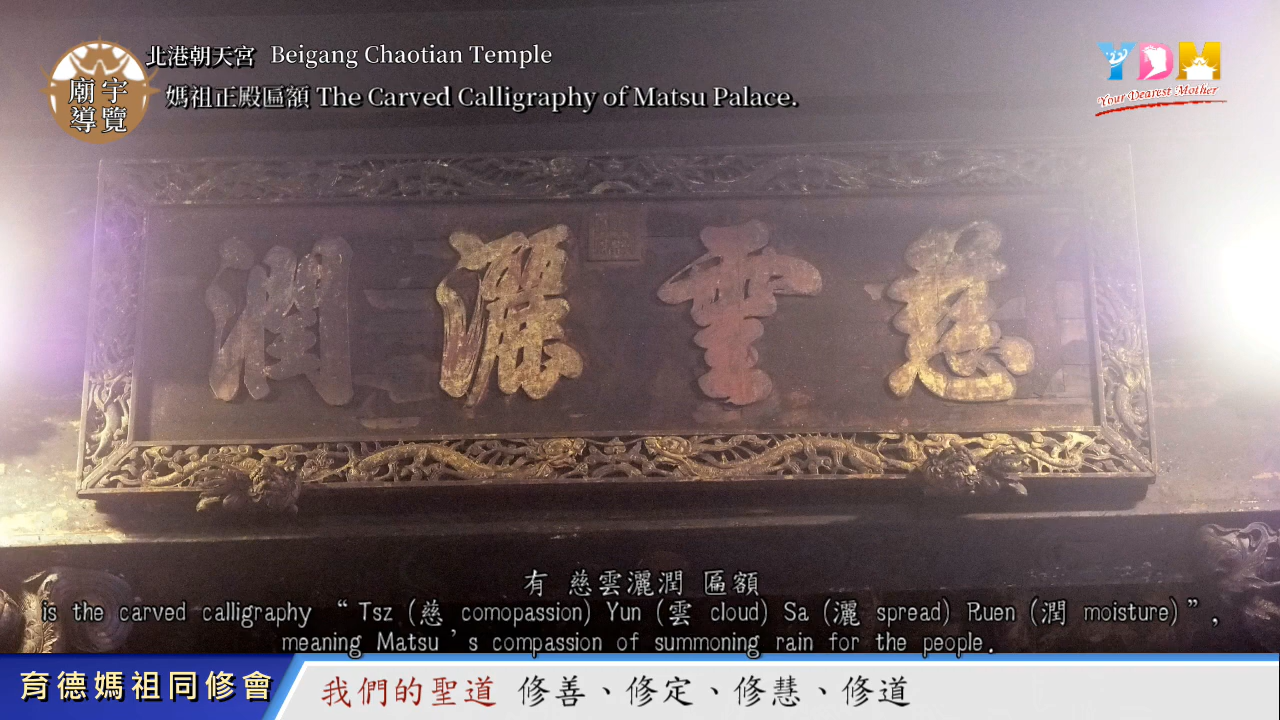 北港朝天宮 Beigang Chaotian Temple
廟宇
導覽
媽祖正殿匾額 The Carved Calligraphy of Matsu Palace.
YDM
Your Dearest Mother
慈雲灑潤
有 慈雲灑潤 匾額
is the carved calligraphy “Tsz (慈 comopassion) Yun (雲 cloud) Sa (灑 spread) Ruen (潤 moisture)”,
meaning Matsu’s compassion of summoning rain for the people.
育德媽祖同修會
我們的聖道 修善、修定、修慧、修道